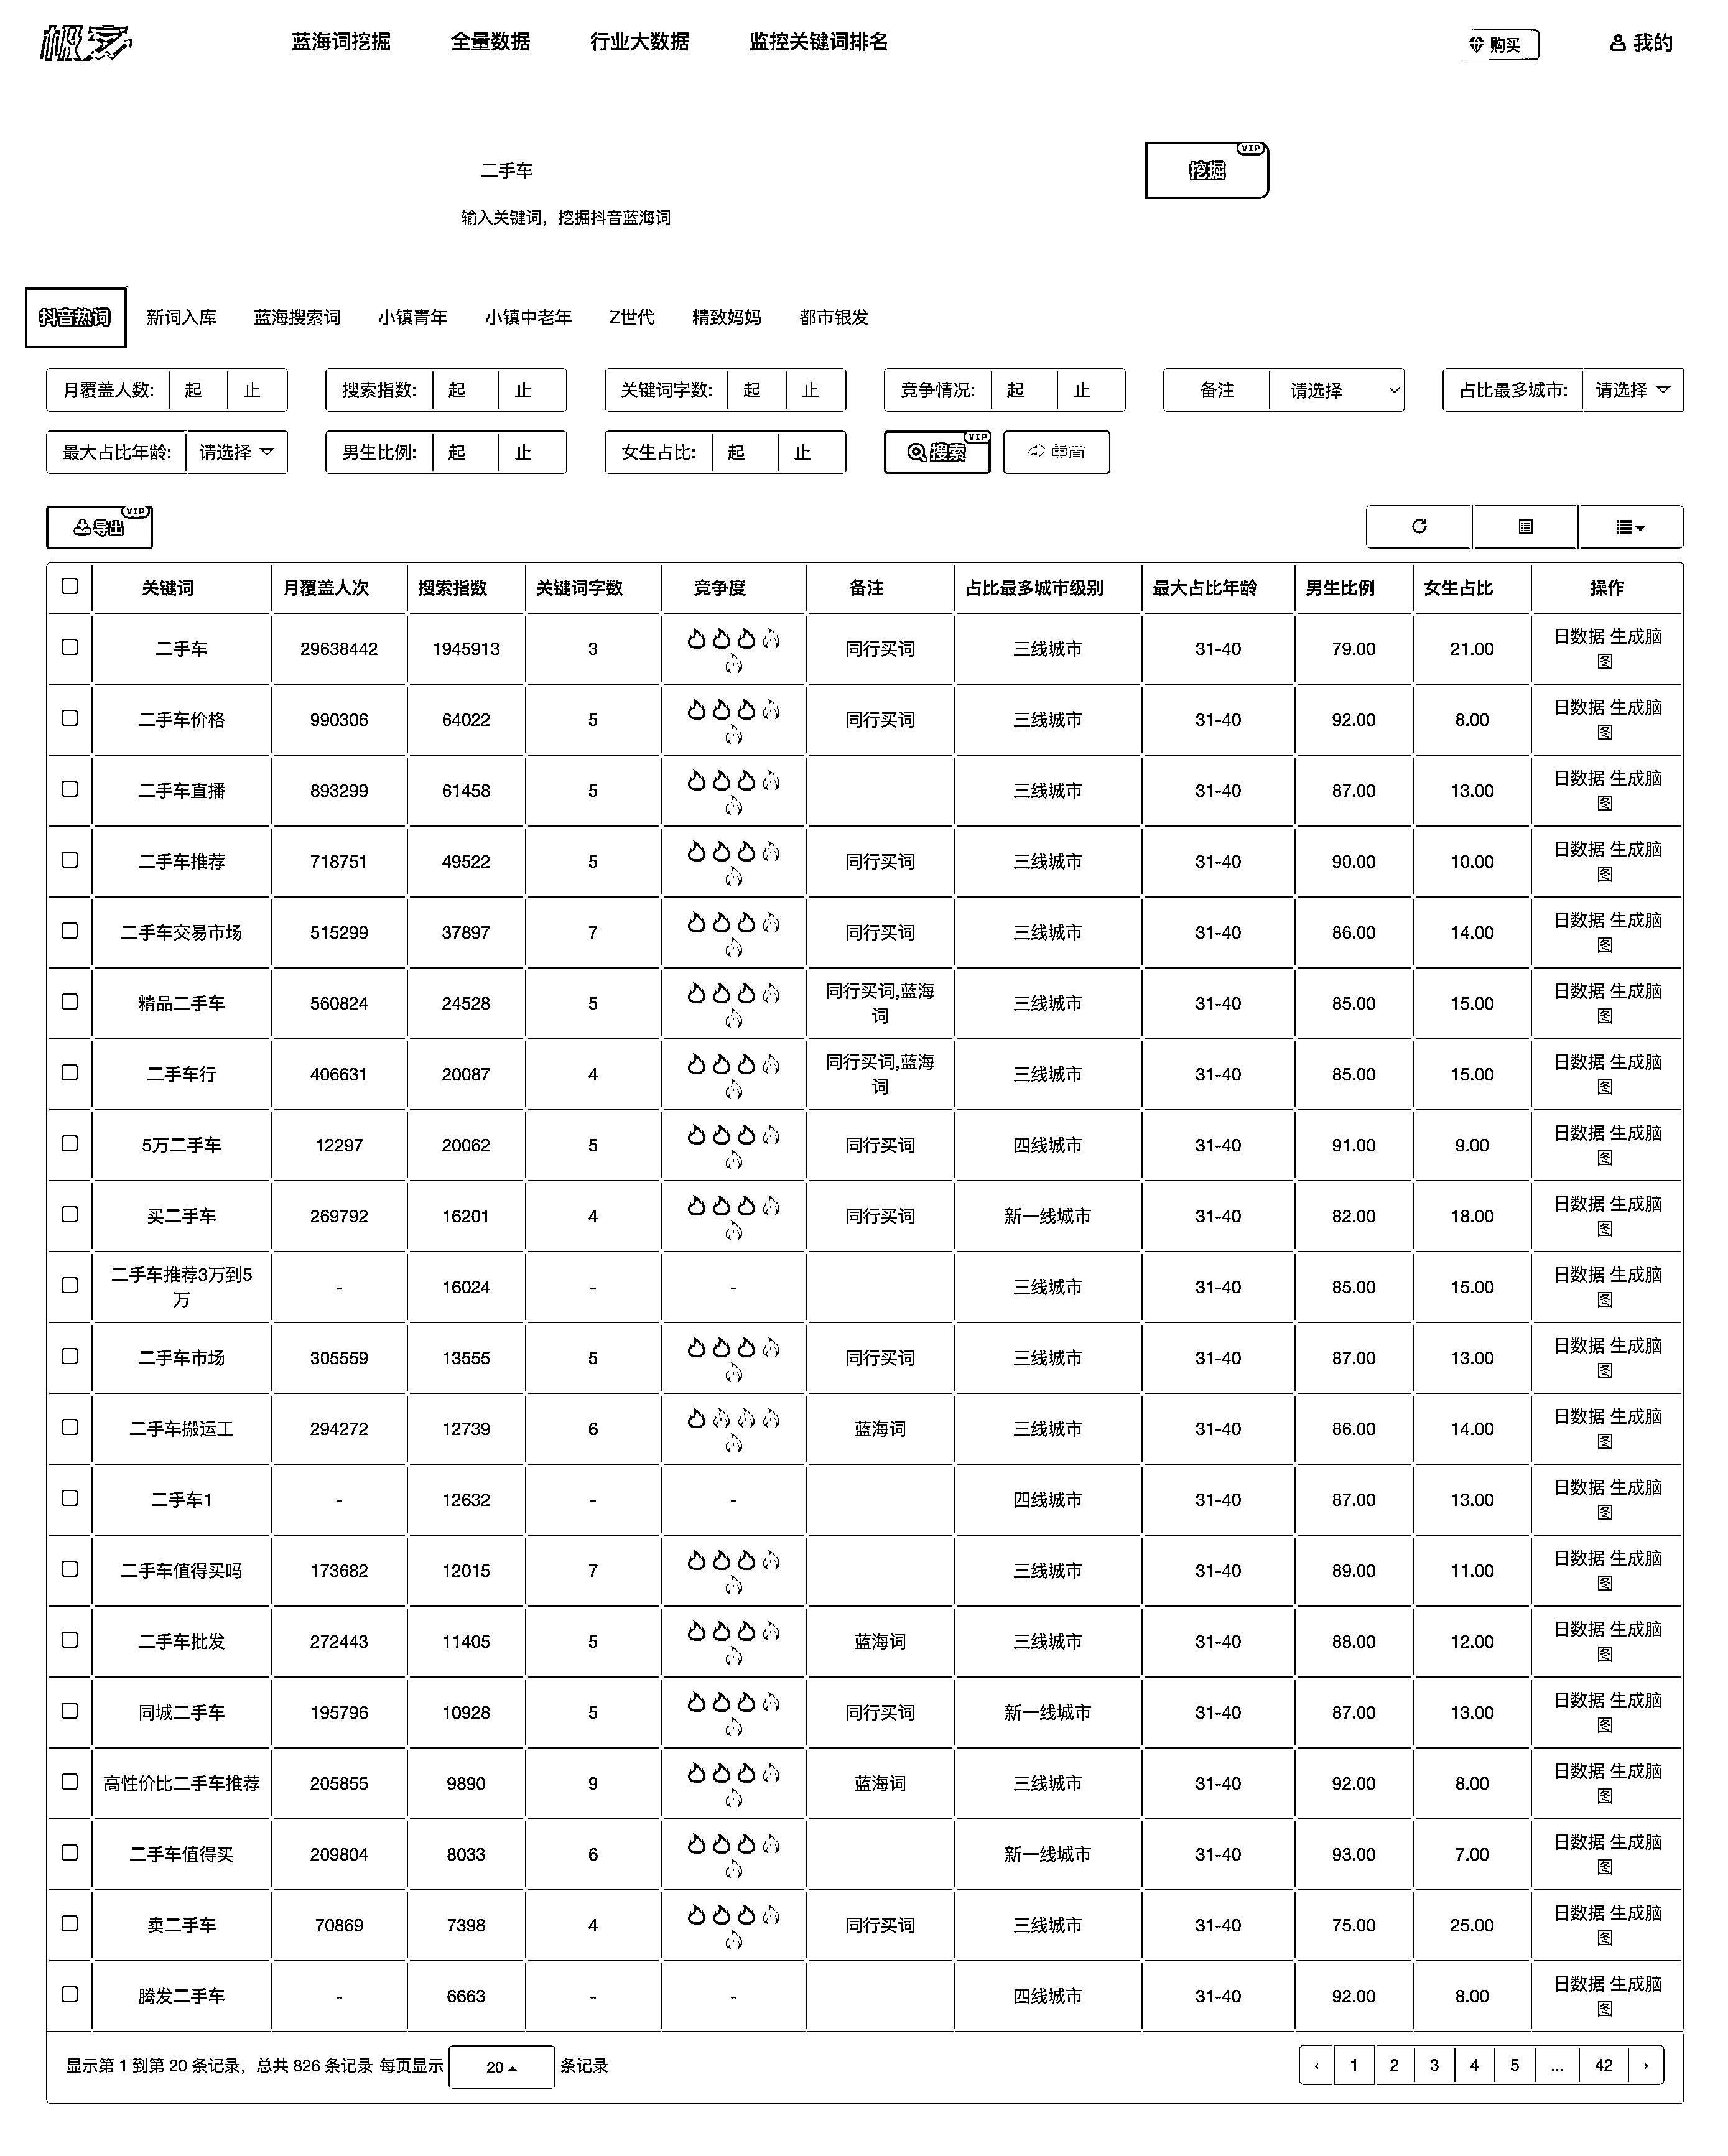 极客 蓝海词挖掘 全量数据 行业大数据 监控关键词排名 购买 我的
二手车 挖掘 VIP
输入关键词，挖掘抖音蓝海词
抖音热词 新词入库 蓝海搜索词 小镇菁年 小镇中老年 Z世代 精致妈妈 都市银发
月覆盖人数: 起 止 搜索指数: 起 止 关键词字数: 起 止 竞争情况: 起 止 备注 请选择 占比最多城市: 请选择
最大占比年龄: 请选择 男生比例: 起 止 女生占比: 起 止 搜索 VIP 重置
导出 VIP
关键词 月覆盖人次 搜索指数 关键词字数 竞争度 备注 占比最多城市级别 最大占比年龄 男生比例 女生占比 操作
二手车 29638442 1945913 3 同行买词 三线城市 31-40 79.00 21.00 日数据 生成脑图
二手车价格 990306 64022 5 同行买词 三线城市 31-40 92.00 8.00 日数据 生成脑图
二手车直播 893299 61458 5 三线城市 31-40 87.00 13.00 日数据 生成脑图
二手车推荐 718751 49522 5 同行买词 三线城市 31-40 90.00 10.00 日数据 生成脑图
二手车交易市场 515299 37897 7 同行买词 三线城市 31-40 86.00 14.00 日数据 生成脑图
精品二手车 560824 24528 5 同行买词,蓝海词 三线城市 31-40 85.00 15.00 日数据 生成脑图
二手车行 406631 20087 4 同行买词,蓝海词 三线城市 31-40 85.00 15.00 日数据 生成脑图
5万二手车 12297 20062 5 同行买词 四线城市 31-40 91.00 9.00 日数据 生成脑图
买二手车 269792 16201 4 同行买词 新一线城市 31-40 82.00 18.00 日数据 生成脑图
二手车推荐3万到5万 - 16024 - - 三线城市 31-40 85.00 15.00 日数据 生成脑图
二手车市场 305559 13555 5 同行买词 三线城市 31-40 87.00 13.00 日数据 生成脑图
二手车搬运工 294272 12739 6 蓝海词 三线城市 31-40 86.00 14.00 日数据 生成脑图
二手车1 - 12632 - - 四线城市 31-40 87.00 13.00 日数据 生成脑图
二手车值得买吗 173682 12015 7 三线城市 31-40 89.00 11.00 日数据 生成脑图
二手车批发 272443 11405 5 蓝海词 三线城市 31-40 88.00 12.00 日数据 生成脑图
同城二手车 195796 10928 5 同行买词 新一线城市 31-40 87.00 13.00 日数据 生成脑图
高性价比二手车推荐 205855 9890 9 蓝海词 三线城市 31-40 92.00 8.00 日数据 生成脑图
二手车值得买 209804 8033 6 新一线城市 31-40 93.00 7.00 日数据 生成脑图
卖二手车 70869 7398 4 同行买词 三线城市 31-40 75.00 25.00 日数据 生成脑图
腾发二手车 - 6663 - - 四线城市 31-40 92.00 8.00 日数据 生成脑图
显示第 1 到第 20 条记录，总共 826 条记录 每页显示 20 条记录 ‹ 1 2 3 4 5 ... 42 ›